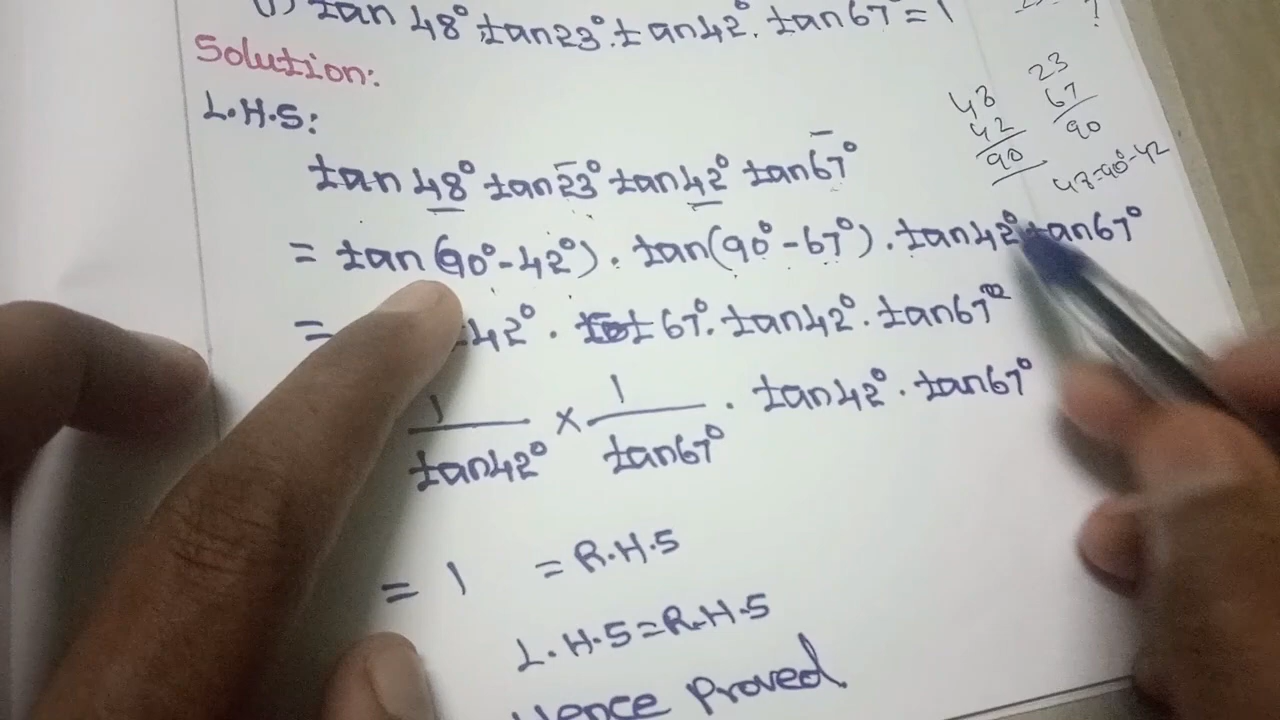 (i) tan 48° . tan23° . tan42° . tan67° = 1
Solution:
L.H.S:
tan 48° tan23° tan42° tan67°
= tan(90°-42°) . tan(90°-67°) . tan42° tan67°
= 42° . cot 67° . tan42° . tan67°
1/tan42° × 1/tan67° . tan42° . tan67°
= 1 = R.H.S
L.H.S=R.H.S
Hence Proved.
48
42
90
23
67
90
48=90°-42
?